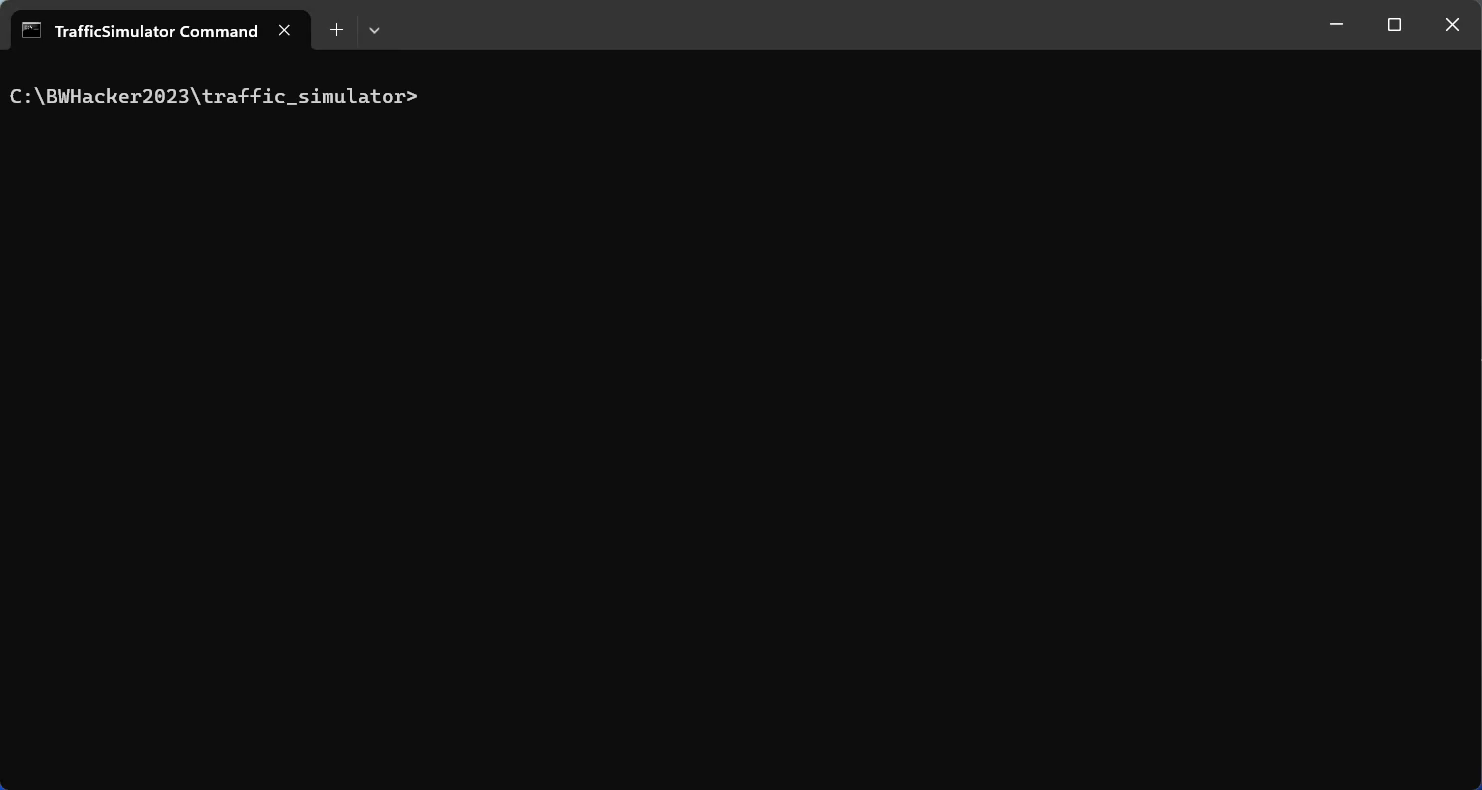 TrafficSimulator Command
C:\BWHacker2023\traffic_simulator>